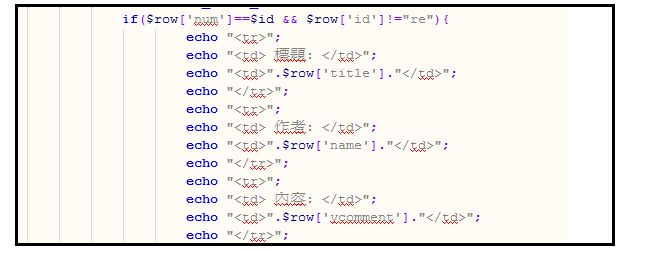 if($row['num']==$id && $row['id']!="re"){
echo "<tr>";
echo "<td> 標題: </td>";
echo "<td>".$row['title']."</td>";
echo "</tr>";
echo "<tr>";
echo "<td> 作者: </td>";
echo "<td>".$row['name']."</td>";
echo "</tr>";
echo "<tr>";
echo "<td> 內容: </td>";
echo "<td>".$row['ycomment']."</td>";
echo "</tr>";